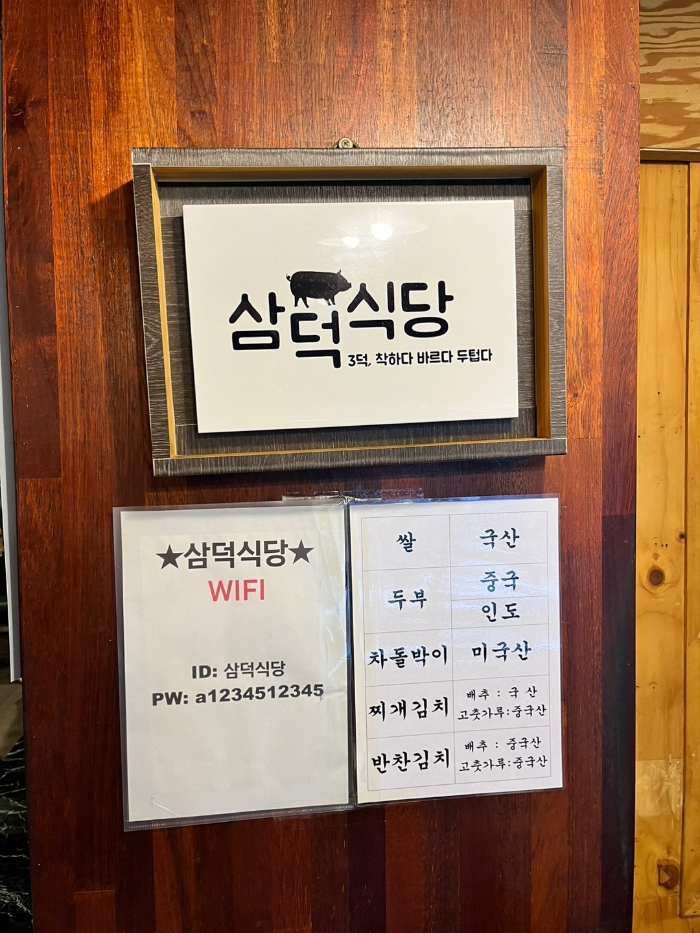 삼덕식당
3덕, 착하다 바르다 두텁다
★삼덕식당★
WIFI
ID: 삼덕식당
PW: a1234512345
쌀 국산
두부 중국
인도
차돌박이 미국산
찌개김치 배추 : 국 산
고춧가루:중국산
반찬김치 배추 : 중국산
고춧가루:중국산